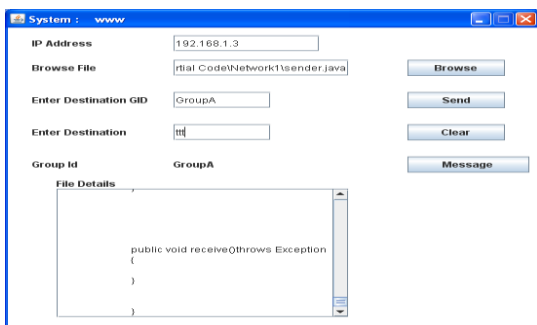 System : www
IP Address 192.168.1.3
Browse File rtial Code\Network1\sender.java Browse
Enter Destination GID GroupA Send
Enter Destination ttt Clear
Group Id GroupA Message
File Details
}
public void receive()throws Exception
{
}
}